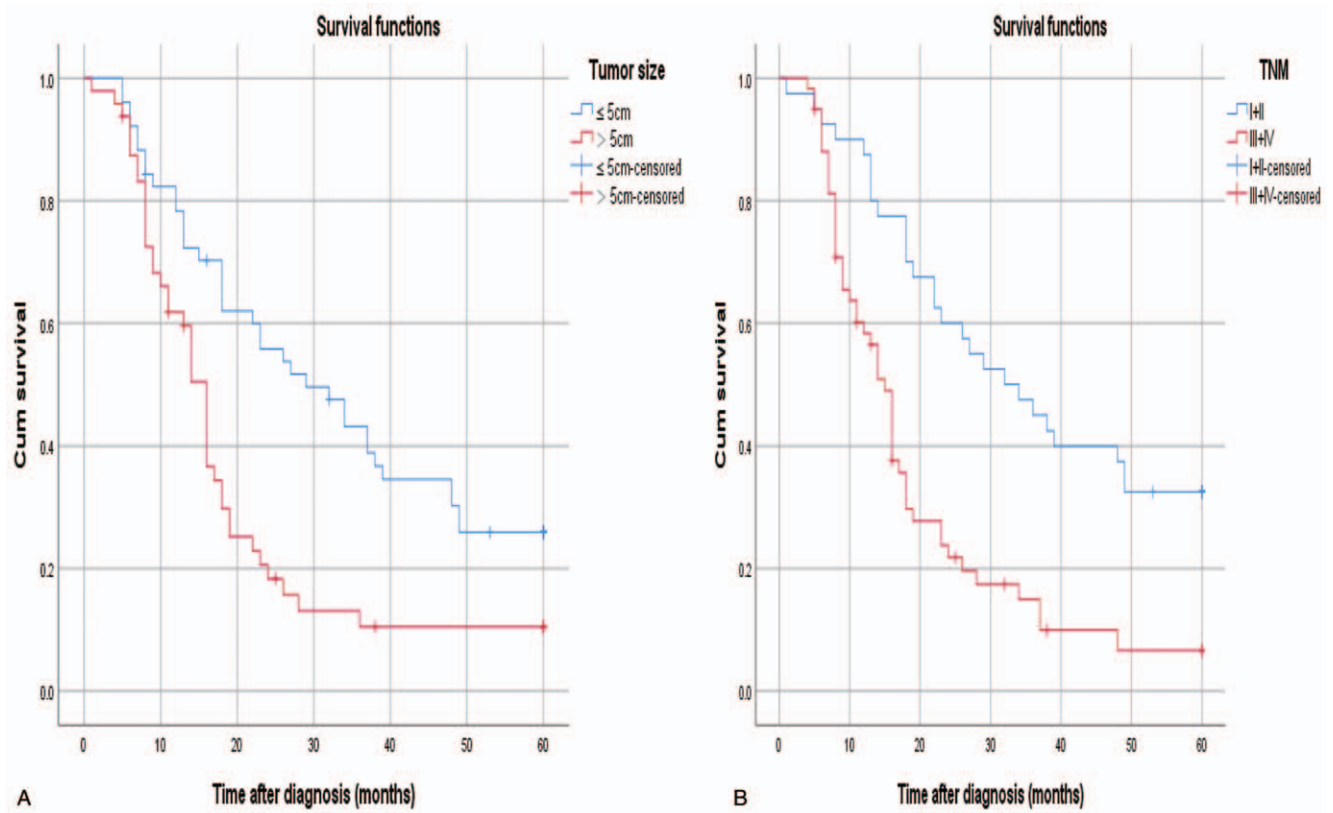 Survival functions
Tumor size
≤ 5cm
> 5cm
≤ 5cm-censored
> 5cm-censored
1.0
0.8
0.6
0.4
0.2
0.0
Cum survival
0 10 20 30 40 50 60
Time after diagnosis (months)
A
Survival functions
TNM
I+II
III+IV
I+II-censored
III+IV-censored
1.0
0.8
0.6
0.4
0.2
0.0
Cum survival
0 10 20 30 40 50 60
Time after diagnosis (months)
B